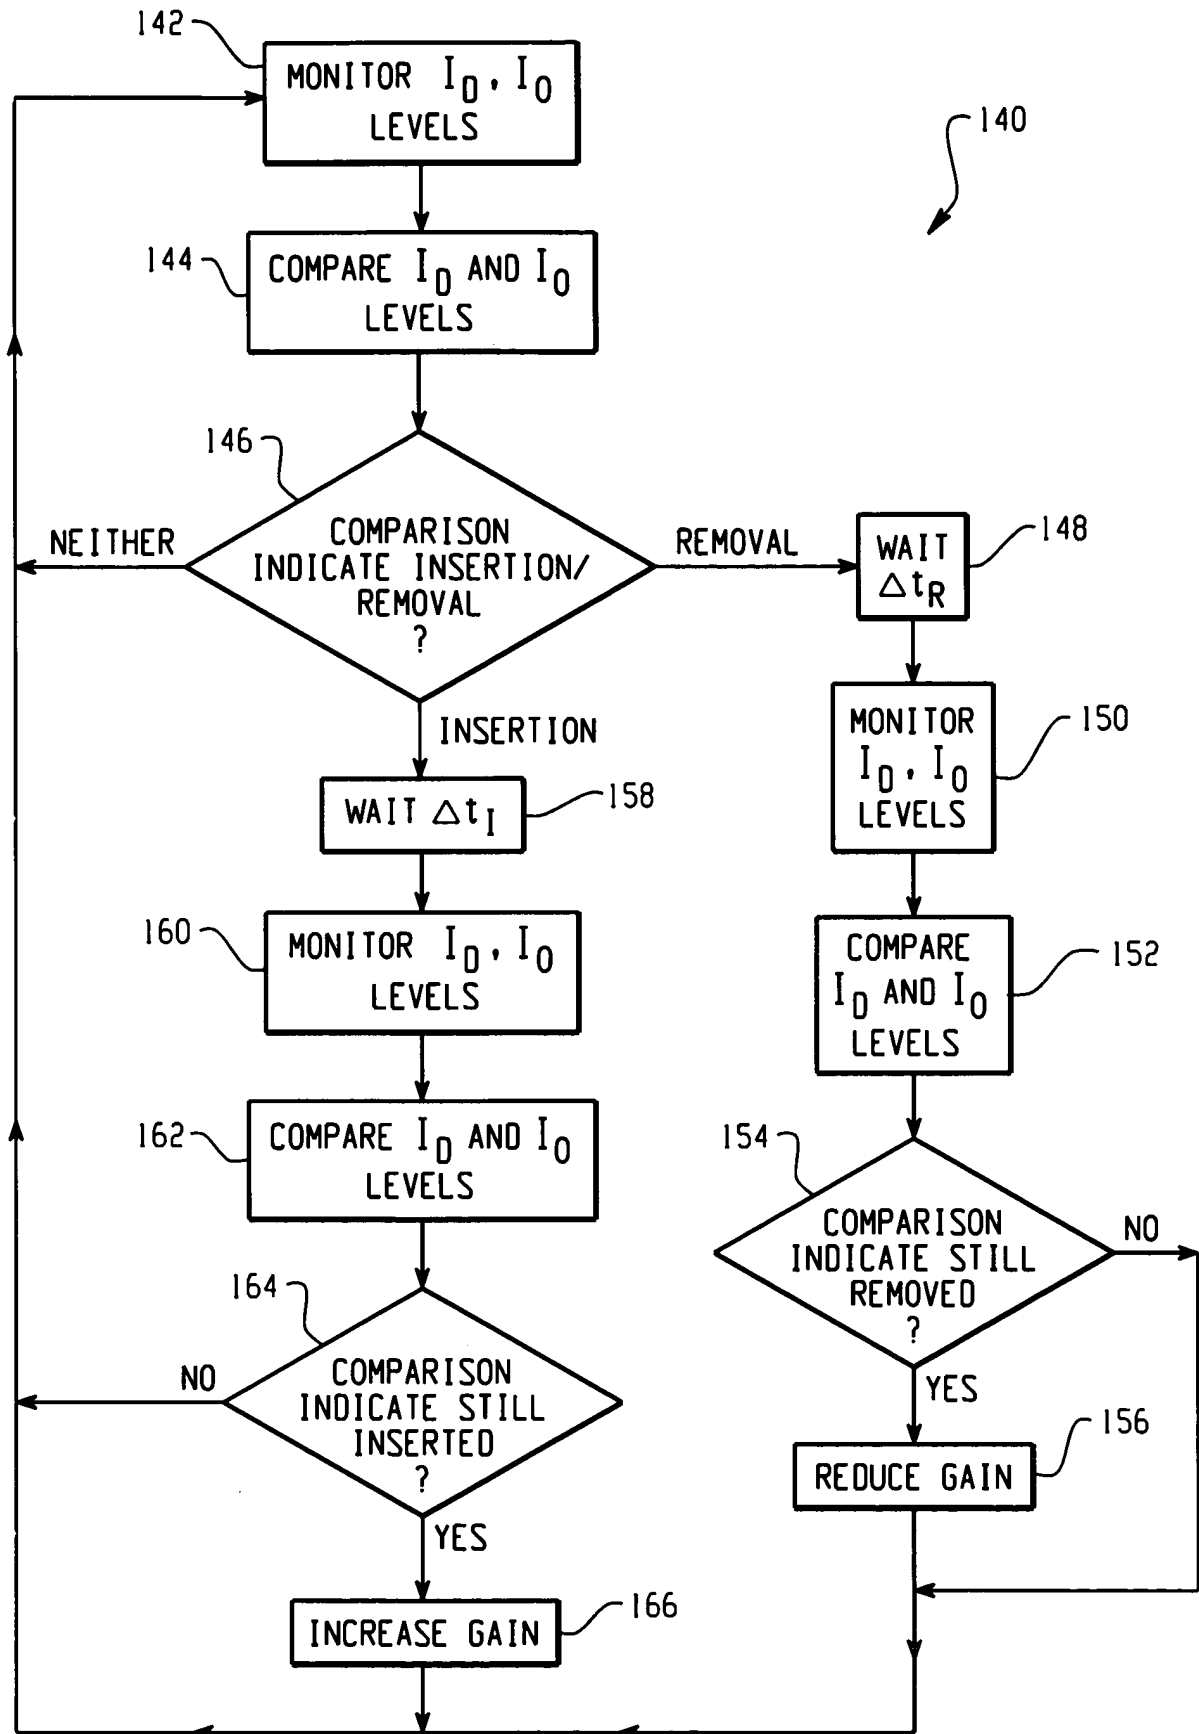 142
MONITOR I_D, I_O
LEVELS
140
144
COMPARE I_D AND I_O
LEVELS
146
NEITHER
COMPARISON
INDICATE INSERTION/
REMOVAL
?
REMOVAL
WAIT
Δt_R
148
MONITOR
I_D, I_O
LEVELS
150
INSERTION
WAIT Δt_I
158
160
MONITOR I_D, I_O
LEVELS
COMPARE
I_D AND I_O
LEVELS
152
162
COMPARE I_D AND I_O
LEVELS
154
COMPARISON
INDICATE STILL
REMOVED
?
NO
YES
164
NO
COMPARISON
INDICATE STILL
INSERTED
?
YES
REDUCE GAIN
156
INCREASE GAIN
166